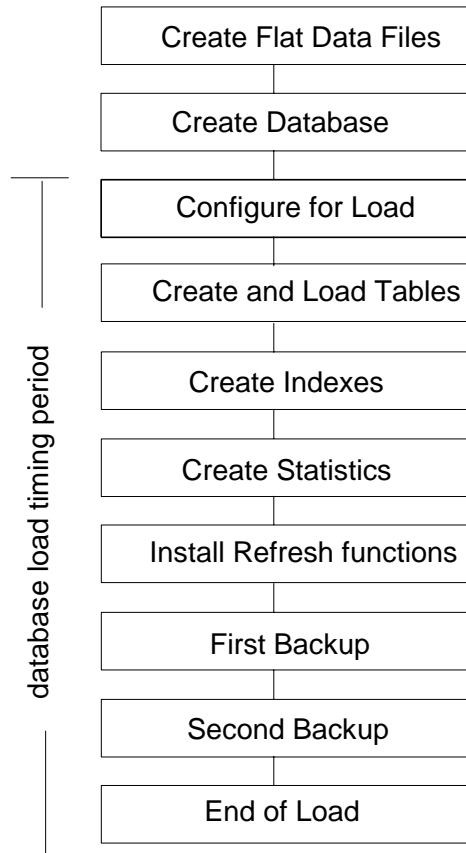 Create Flat Data Files
Create Database
Configure for Load
Create and Load Tables
Create Indexes
Create Statistics
Install Refresh functions
First Backup
Second Backup
End of Load
database load timing period